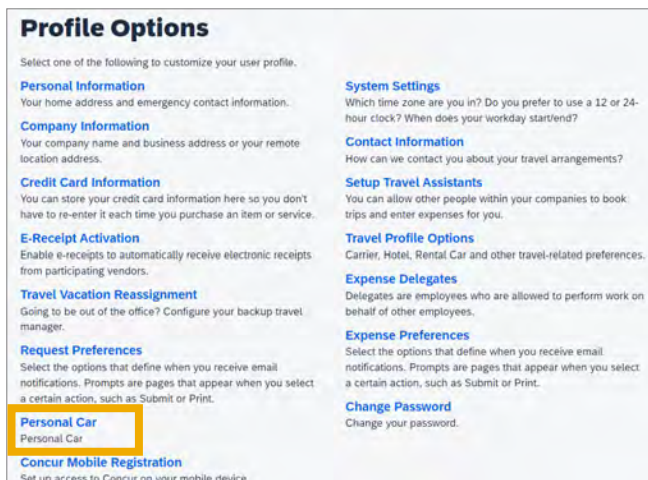 Profile Options
Select one of the following to customize your user profile.
Personal Information
Your home address and emergency contact information.
Company Information
Your company name and business address or your remote
location address.
Credit Card Information
You can store your credit card information here so you don't
have to re-enter it each time you purchase an item or service.
E-Receipt Activation
Enable e-receipts to automatically receive electronic receipts
from participating vendors.
Travel Vacation Reassignment
Going to be out of the office? Configure your backup travel
manager.
Request Preferences
Select the options that define when you receive email
notifications. Prompts are pages that appear when you select
a certain action, such as Submit or Print.
Personal Car
Personal Car
Concur Mobile Registration
Set up access to Concur on your mobile device
System Settings
Which time zone are you in? Do you prefer to use a 12 or 24-
hour clock? When does your workday start/end?
Contact Information
How can we contact you about your travel arrangements?
Setup Travel Assistants
You can allow other people within your companies to book
trips and enter expenses for you.
Travel Profile Options
Carrier, Hotel, Rental Car and other travel-related preferences.
Expense Delegates
Delegates are employees who are allowed to perform work on
behalf of other employees.
Expense Preferences
Select the options that define when you receive email
notifications. Prompts are pages that appear when you select
a certain action, such as Submit or Print.
Change Password
Change your password.